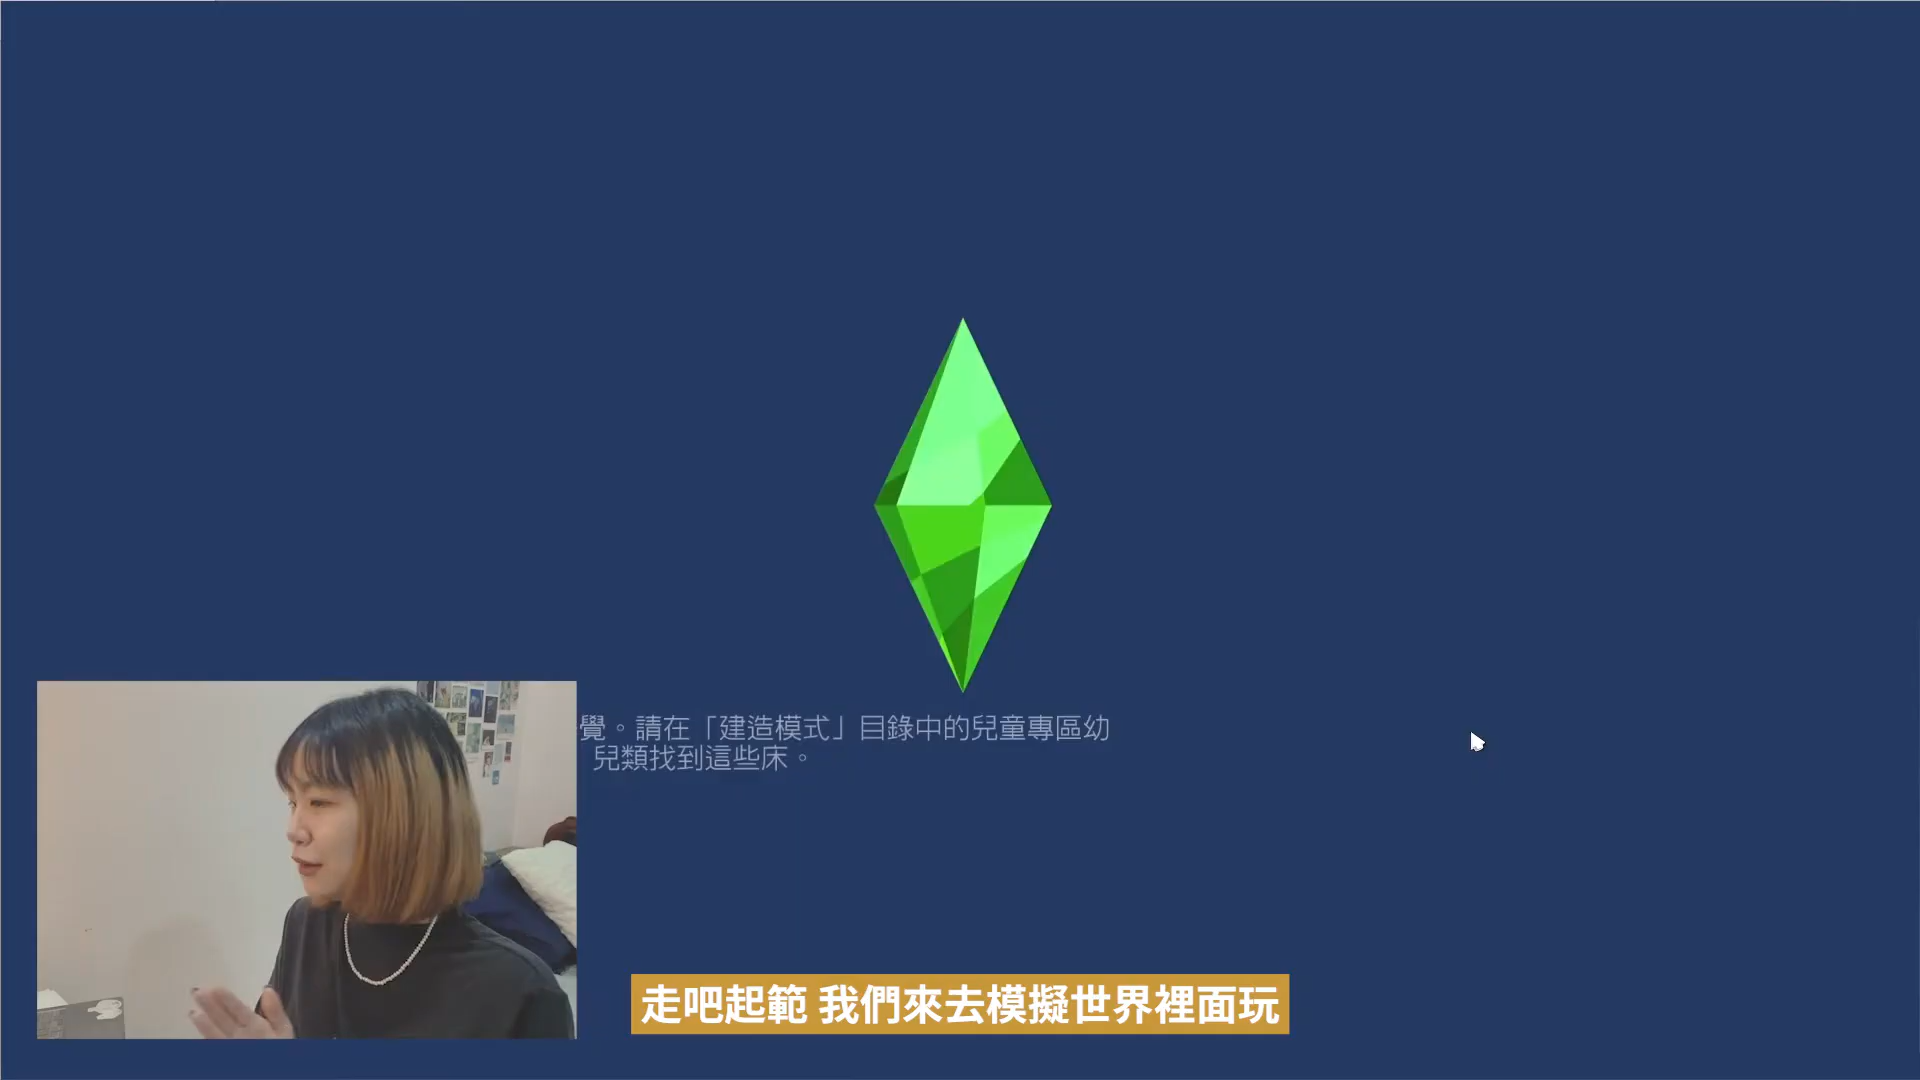 覺。請在「建造模式」目錄中的兒童專區幼
兒類找到這些床。
走吧起範 我們來去模擬世界裡面玩